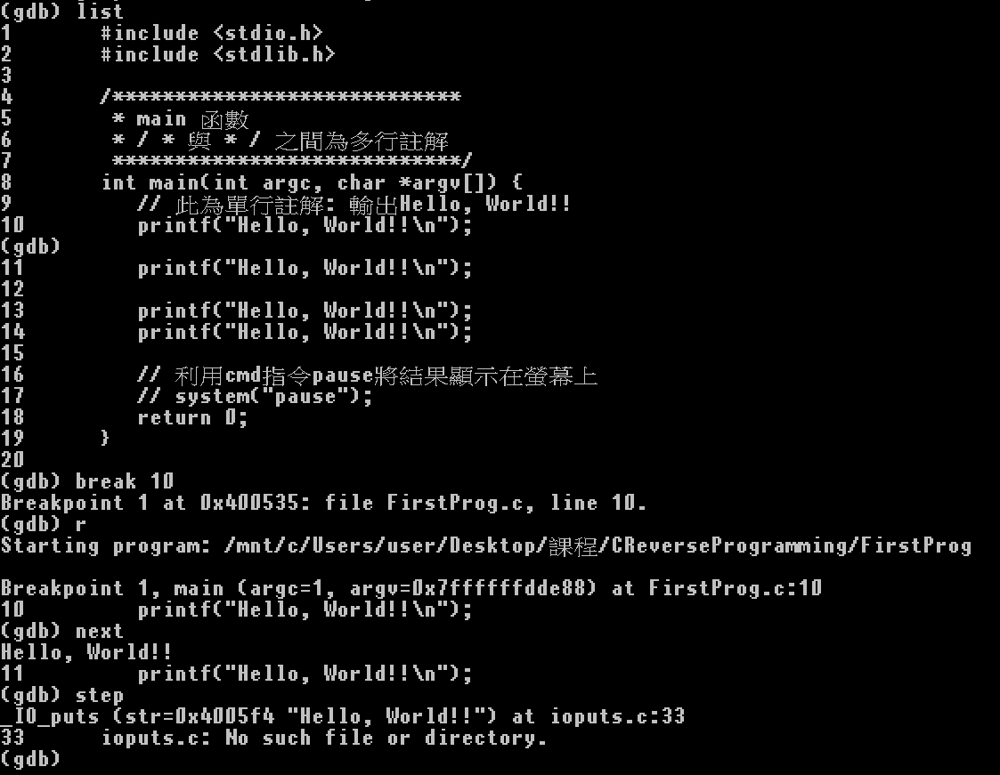 (gdb) list
1       #include <stdio.h>
2       #include <stdlib.h>
3
4       /****************************
5        * main 函數
6        * / * 與 * / 之間為多行註解
7        ****************************/
8       int main(int argc, char *argv[]) {
9          // 此為單行註解: 輸出Hello, World!!
10         printf("Hello, World!!\n");
(gdb)
11         printf("Hello, World!!\n");
12
13         printf("Hello, World!!\n");
14         printf("Hello, World!!\n");
15
16         // 利用cmd指令pause將結果顯示在螢幕上
17         // system("pause");
18         return 0;
19      }
20
(gdb) break 10
Breakpoint 1 at 0x400535: file FirstProg.c, line 10.
(gdb) r
Starting program: /mnt/c/Users/user/Desktop/課程/CReverseProgramming/FirstProg

Breakpoint 1, main (argc=1, argv=0x7ffffffdde88) at FirstProg.c:10
10         printf("Hello, World!!\n");
(gdb) next
Hello, World!!
11         printf("Hello, World!!\n");
(gdb) step
_IO_puts (str=0x4005f4 "Hello, World!!") at ioputs.c:33
33      ioputs.c: No such file or directory.
(gdb)